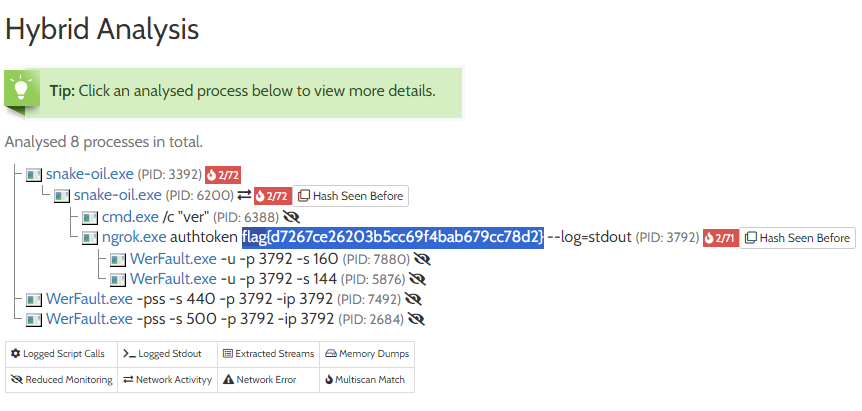 Hybrid Analysis
Tip: Click an analysed process below to view more details.
Analysed 8 processes in total.
snake-oil.exe (PID: 3392) 2/72
snake-oil.exe (PID: 6200) 2/72 Hash Seen Before
cmd.exe /c "ver" (PID: 6388)
ngrok.exe authtoken flag{d7267ce26203b5cc69f4bab679cc78d2} --log=stdout (PID: 3792) 2/71 Hash Seen Before
WerFault.exe -u -p 3792 -s 160 (PID: 7880)
WerFault.exe -u -p 3792 -s 144 (PID: 5876)
WerFault.exe -pss -s 440 -p 3792 -ip 3792 (PID: 7492)
WerFault.exe -pss -s 500 -p 3792 -ip 3792 (PID: 2684)
Logged Script Calls Logged Stdout Extracted Streams Memory Dumps
Reduced Monitoring Network Activityy Network Error Multiscan Match